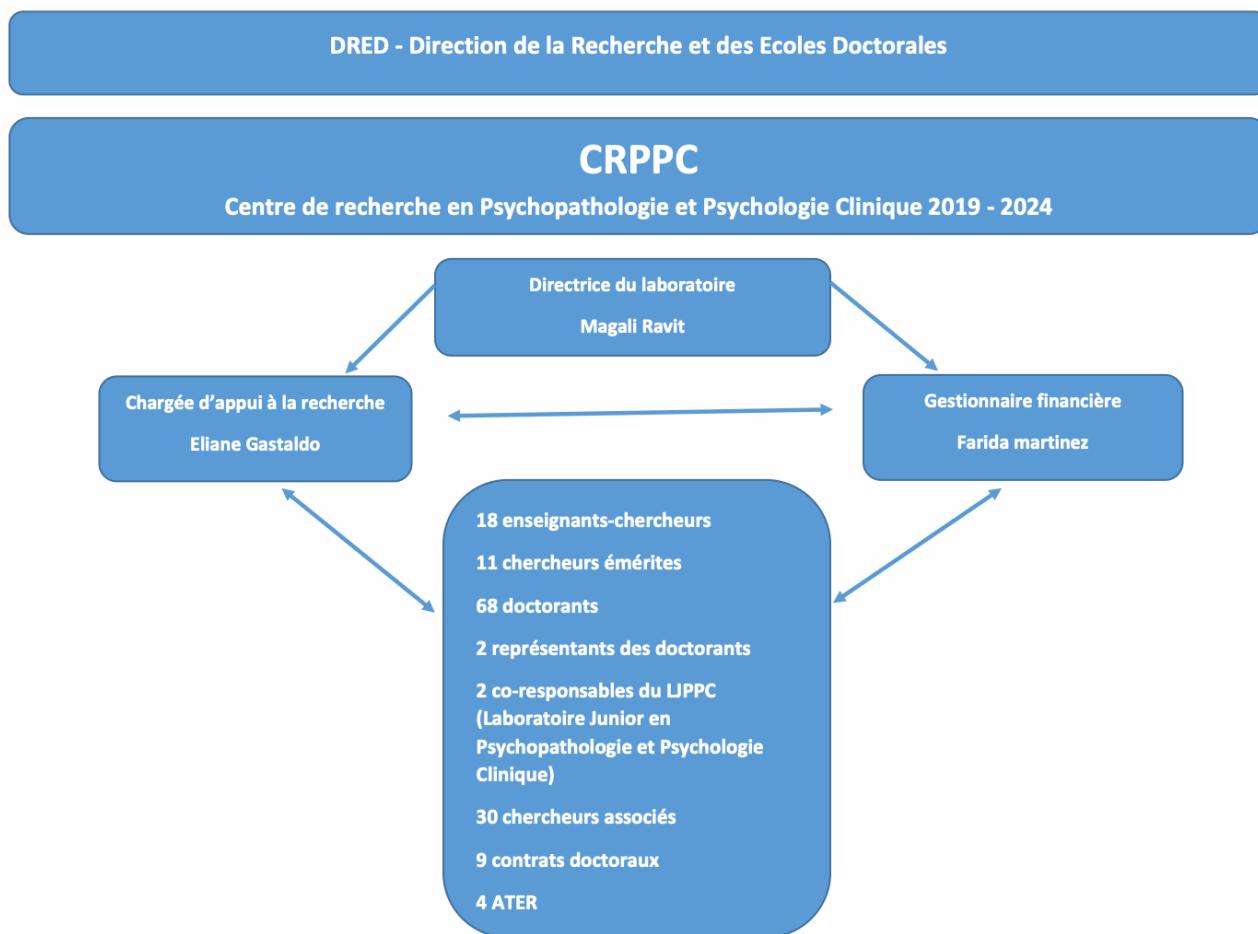 DRED - Direction de la Recherche et des Ecoles Doctorales
CRPPC
Centre de recherche en Psychopathologie et Psychologie Clinique 2019 - 2024
Directrice du laboratoire
Magali Ravit
Chargée d'appui à la recherche
Eliane Gastaldo
Gestionnaire financière
Farida martinez
18 enseignants-chercheurs
11 chercheurs émérites
68 doctorants
2 représentants des doctorants
2 co-responsables du LJPPC
(Laboratoire Junior en
Psychopathologie et Psychologie
Clinique)
30 chercheurs associés
9 contrats doctoraux
4 ATER